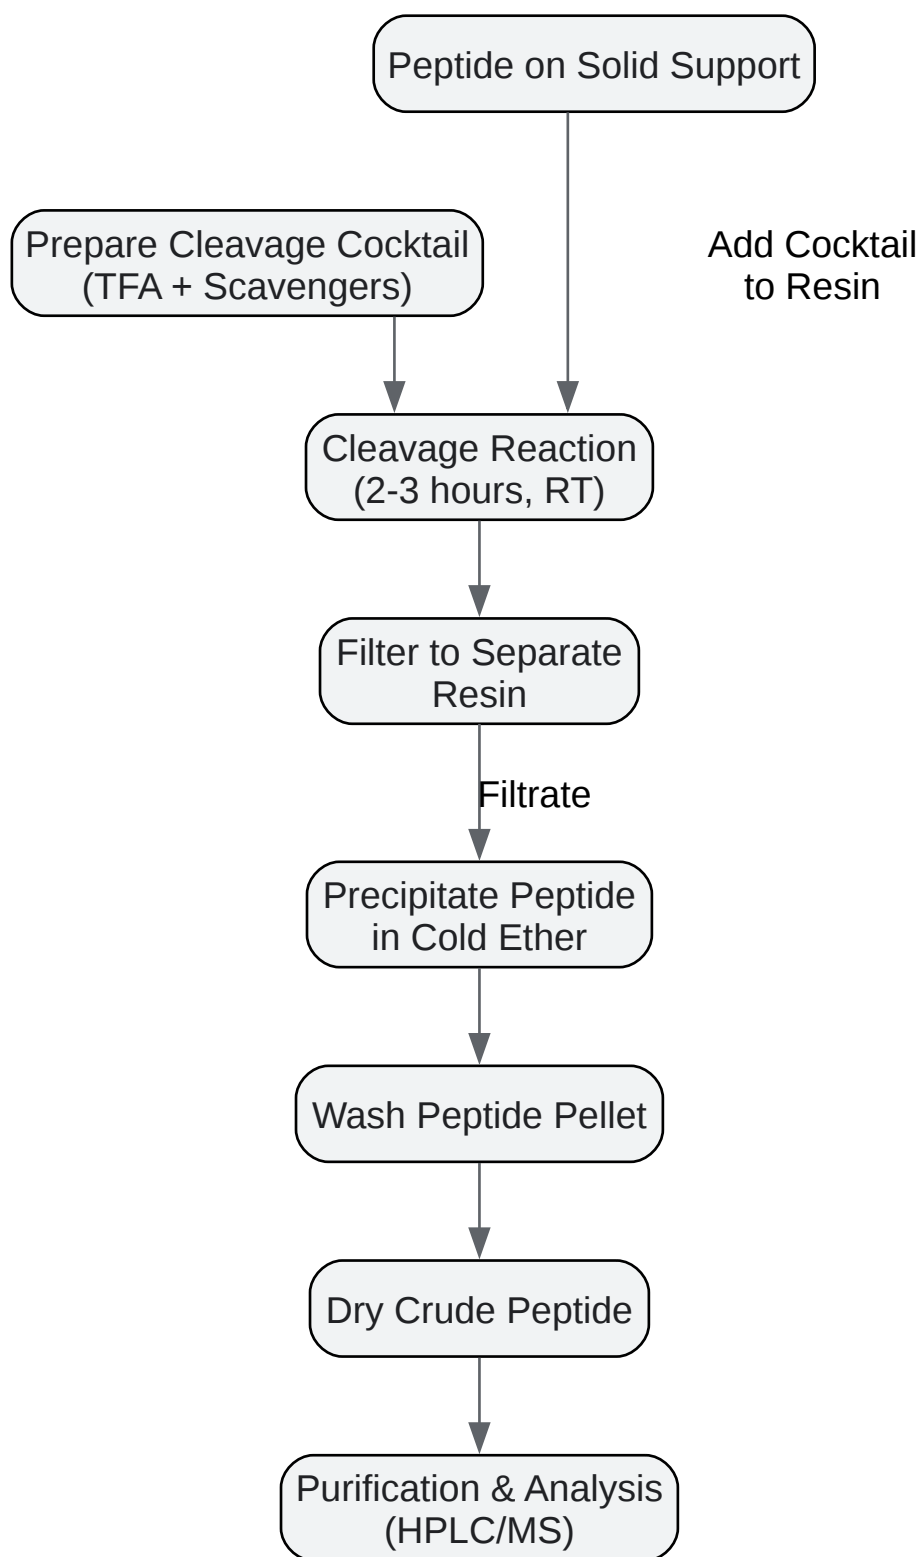 Peptide on Solid Support
Prepare Cleavage Cocktail
(TFA + Scavengers)
Add Cocktail
to Resin
Cleavage Reaction
(2-3 hours, RT)
Filter to Separate
Resin
Filtrate
Precipitate Peptide
in Cold Ether
Wash Peptide Pellet
Dry Crude Peptide
Purification & Analysis
(HPLC/MS)